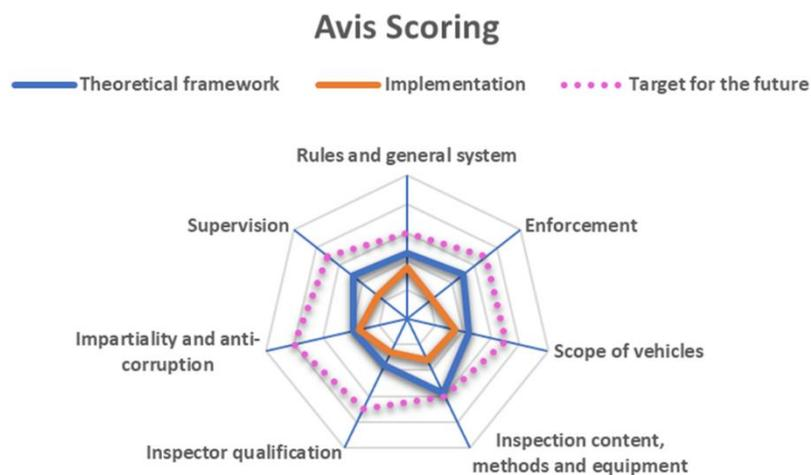 Avis Scoring
Theoretical framework
Implementation
Target for the future
Rules and general system
Supervision
Enforcement
Impartiality and anti-
corruption
Scope of vehicles
Inspector qualification
Inspection content,
methods and equipment